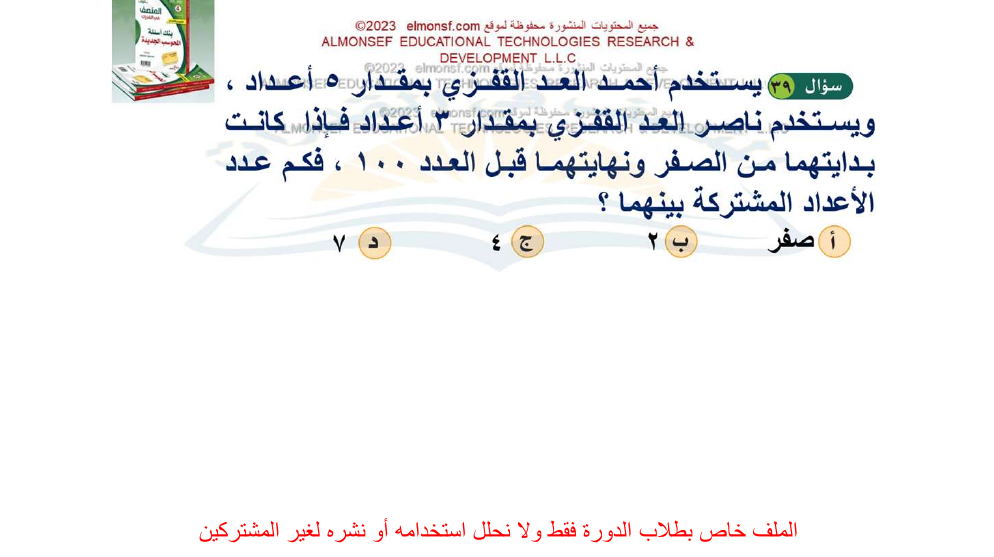 جميع المحتويات المنشورة محفوظة لموقع elmonsf.com ©2023
ALMONSEF EDUCATIONAL TECHNOLOGIES RESEARCH &
DEVELOPMENT L.L.C
سؤال ٣٩ يستخدم أحمد العد القفزي بمقدار ٥ أعداد ،
ويستخدم ناصر العد القفزي بمقدار ٣ أعداد فإذا كانت
بدايتهما من الصفر ونهايتهما قبل العدد ١٠٠ ، فكم عدد
الأعداد المشتركة بينهما ؟
أ صفر ب ٢ ج ٤ د ٧
الملف خاص بطلاب الدورة فقط ولا نحلل استخدامه أو نشره لغير المشتركين